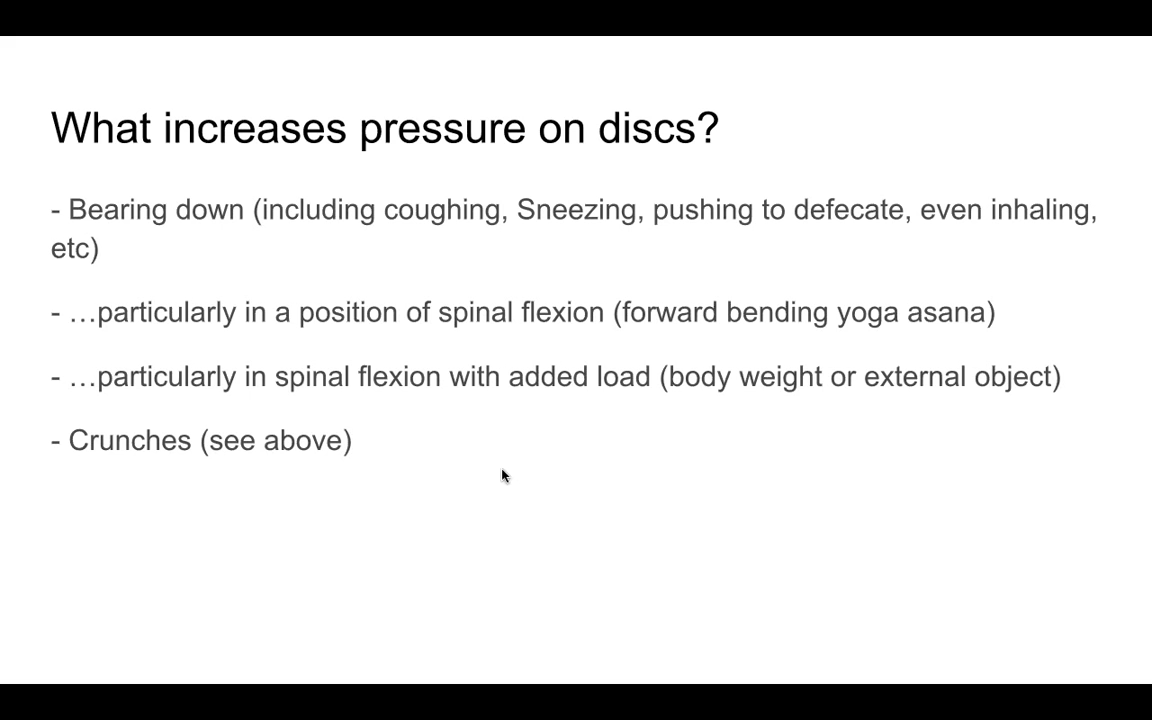 What increases pressure on discs?
- Bearing down (including coughing, Sneezing, pushing to defecate, even inhaling,
etc)
- …particularly in a position of spinal flexion (forward bending yoga asana)
- …particularly in spinal flexion with added load (body weight or external object)
- Crunches (see above)